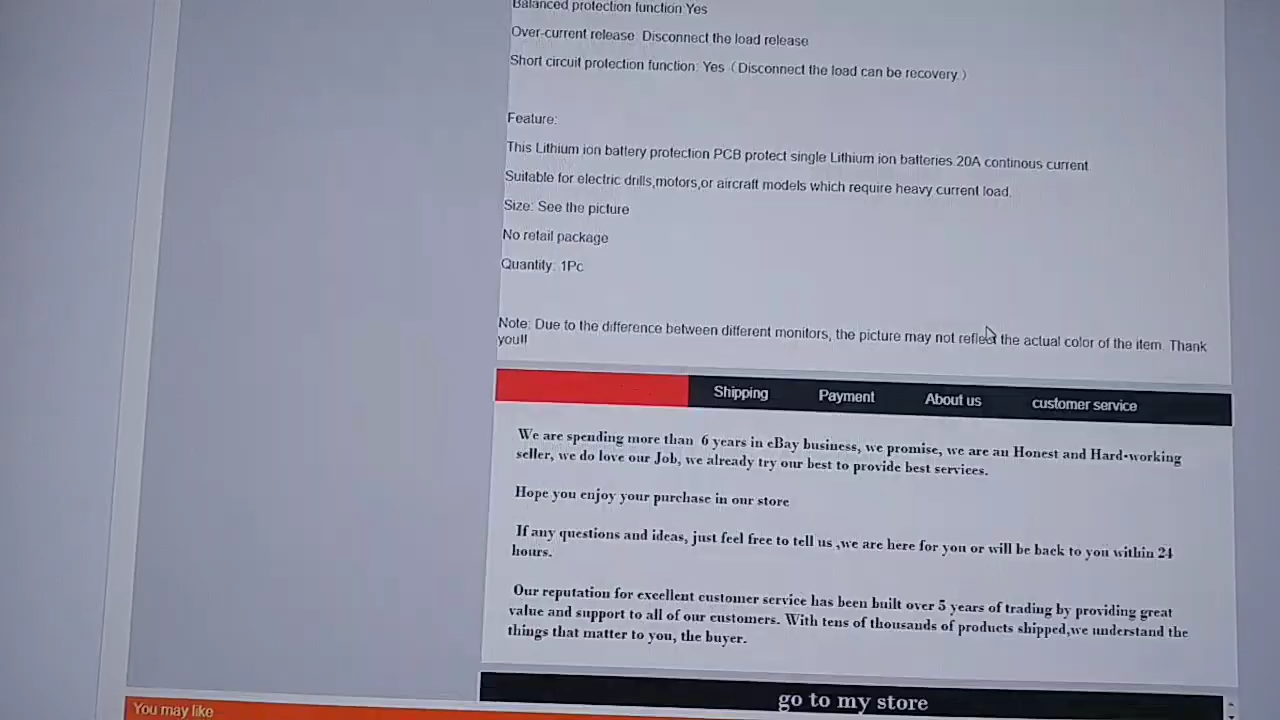 Balanced protection function:Yes
Over-current release: Disconnect the load release
Short circuit protection function: Yes（Disconnect the load can be recovery.）
Feature:
This Lithium ion battery protection PCB protect single Lithium ion batteries 20A continous current.
Suitable for electric drills,motors,or aircraft models which require heavy current load.
Size: See the picture
No retail package
Quantity: 1Pc
Note: Due to the difference between different monitors, the picture may not reflect the actual color of the item. Thank
you!!
Shipping Payment About us customer service
We are spending more than 6 years in eBay business, we promise, we are an Honest and Hard-working
seller, we do love our Job, we already try our best to provide best services.
Hope you enjoy your purchase in our store
If any questions and ideas, just feel free to tell us ,we are here for you or will be back to you within 24
hours.
Our reputation for excellent customer service has been built over 5 years of trading by providing great
value and support to all of our customers. With tens of thousands of products shipped,we understand the
things that matter to you, the buyer.
go to my store
You may like